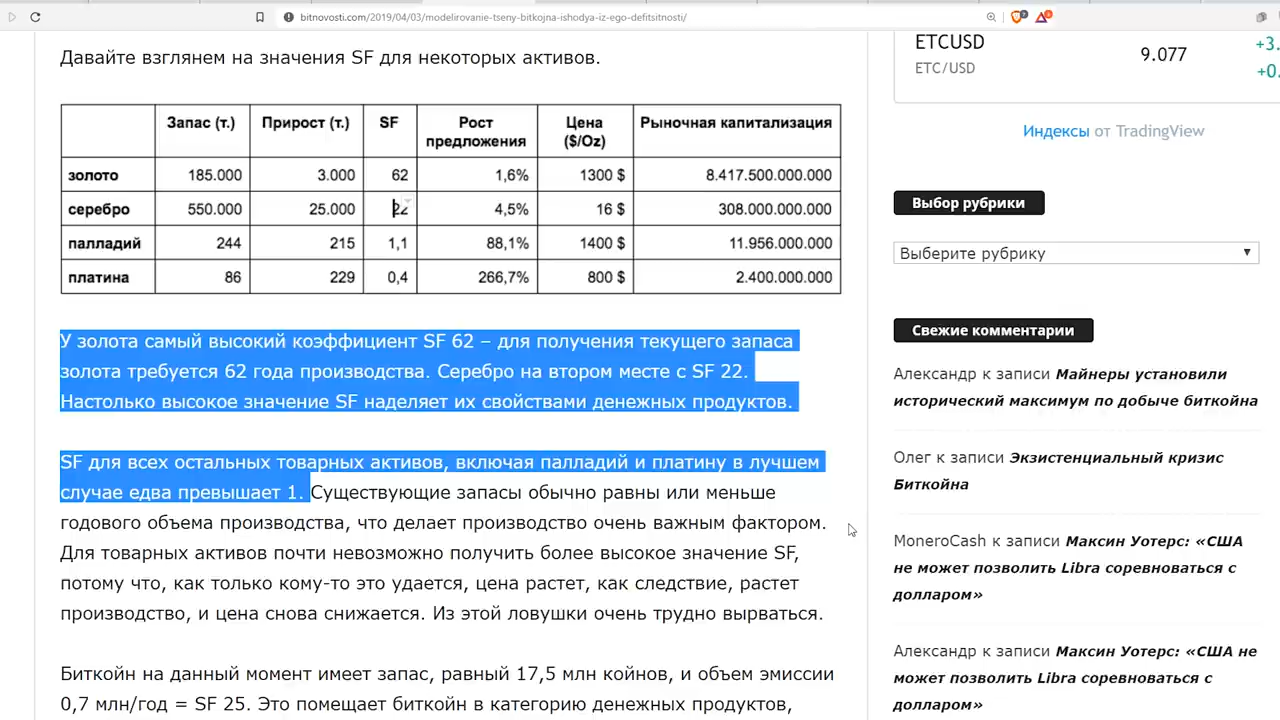 bitnovosti.com/2019/04/03/modelirovanie-tseny-bitkojna-ishodya-iz-ego-defitsitnosti/
Давайте взглянем на значения SF для некоторых активов.
Запас (т.) Прирост (т.) SF Рост предложения Цена ($/Oz) Рыночная капитализация
золото 185.000 3.000 62 1,6% 1300 $ 8.417.500.000.000
серебро 550.000 25.000 22 4,5% 16 $ 308.000.000.000
палладий 244 215 1,1 88,1% 1400 $ 11.956.000.000
платина 86 229 0,4 266,7% 800 $ 2.400.000.000
У золота самый высокий коэффициент SF 62 – для получения текущего запаса
золота требуется 62 года производства. Серебро на втором месте с SF 22.
Настолько высокое значение SF наделяет их свойствами денежных продуктов.
SF для всех остальных товарных активов, включая палладий и платину в лучшем
случае едва превышает 1. Существующие запасы обычно равны или меньше
годового объема производства, что делает производство очень важным фактором.
Для товарных активов почти невозможно получить более высокое значение SF,
потому что, как только кому-то это удается, цена растет, как следствие, растет
производство, и цена снова снижается. Из этой ловушки очень трудно вырваться.
Биткойн на данный момент имеет запас, равный 17,5 млн койнов, и объем эмиссии
0,7 млн/год = SF 25. Это помещает биткойн в категорию денежных продуктов,
ETCUSD
ETC/USD
9.077
+3.
+0.
Индексы от TradingView
Выбор рубрики
Выберите рубрику
Свежие комментарии
Александр к записи Майнеры установили
исторический максимум по добыче биткойна
Олег к записи Экзистенциальный кризис
Биткойна
MoneroCash к записи Максин Уотерс: «США
не может позволить Libra соревноваться с
долларом»
Александр к записи Максин Уотерс: «США не
может позволить Libra соревноваться с
долларом»